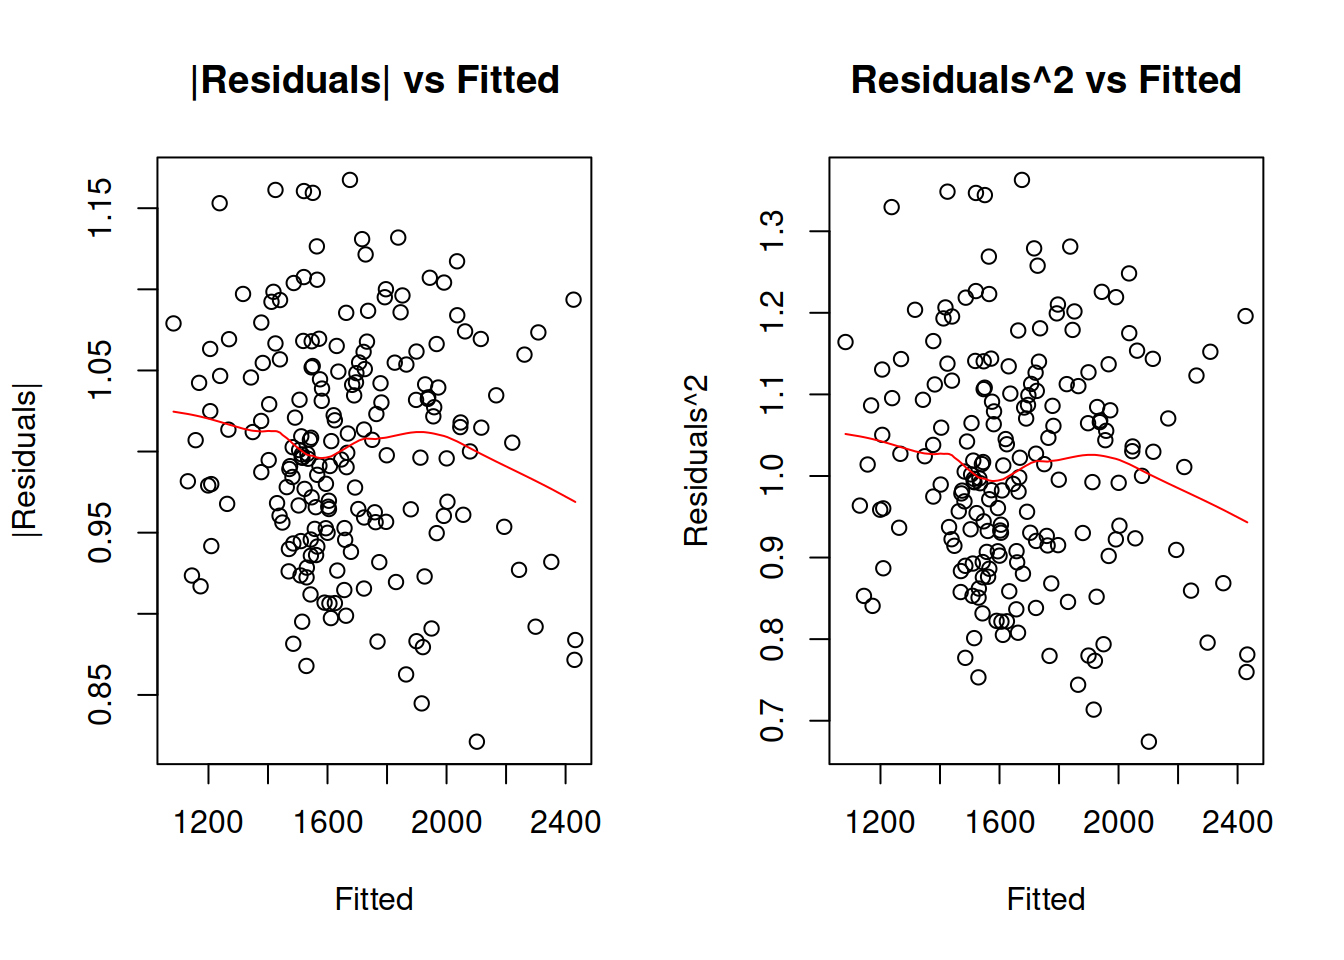 |Residuals| vs Fitted
|Residuals|
1.15
1.05
0.95
0.85
1200 1600 2000 2400
Fitted
Residuals^2 vs Fitted
Residuals^2
1.3
1.2
1.1
1.0
0.9
0.8
0.7
1200 1600 2000 2400
Fitted